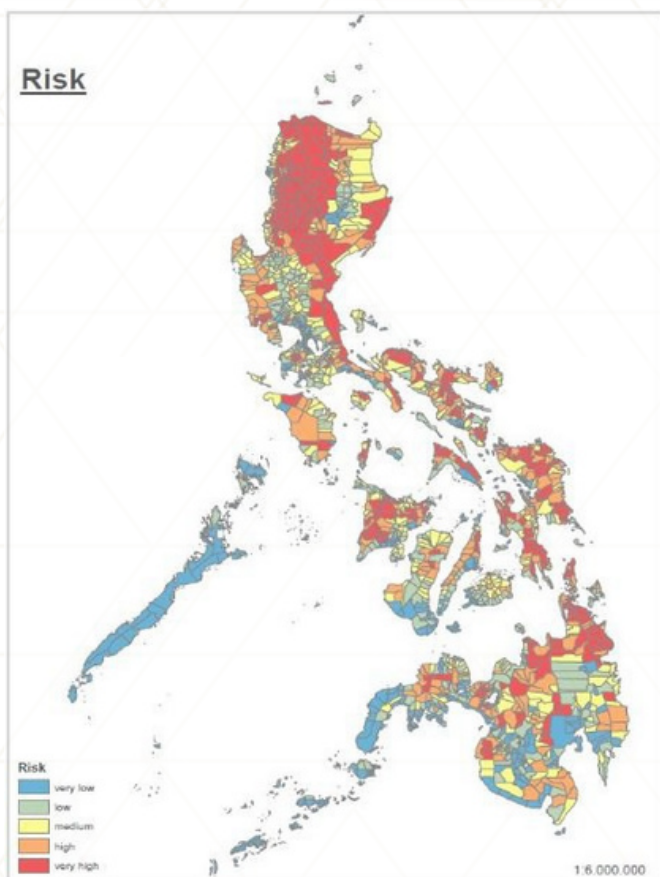 Risk
Risk
very low
low
medium
high
very high
1:6.000.000